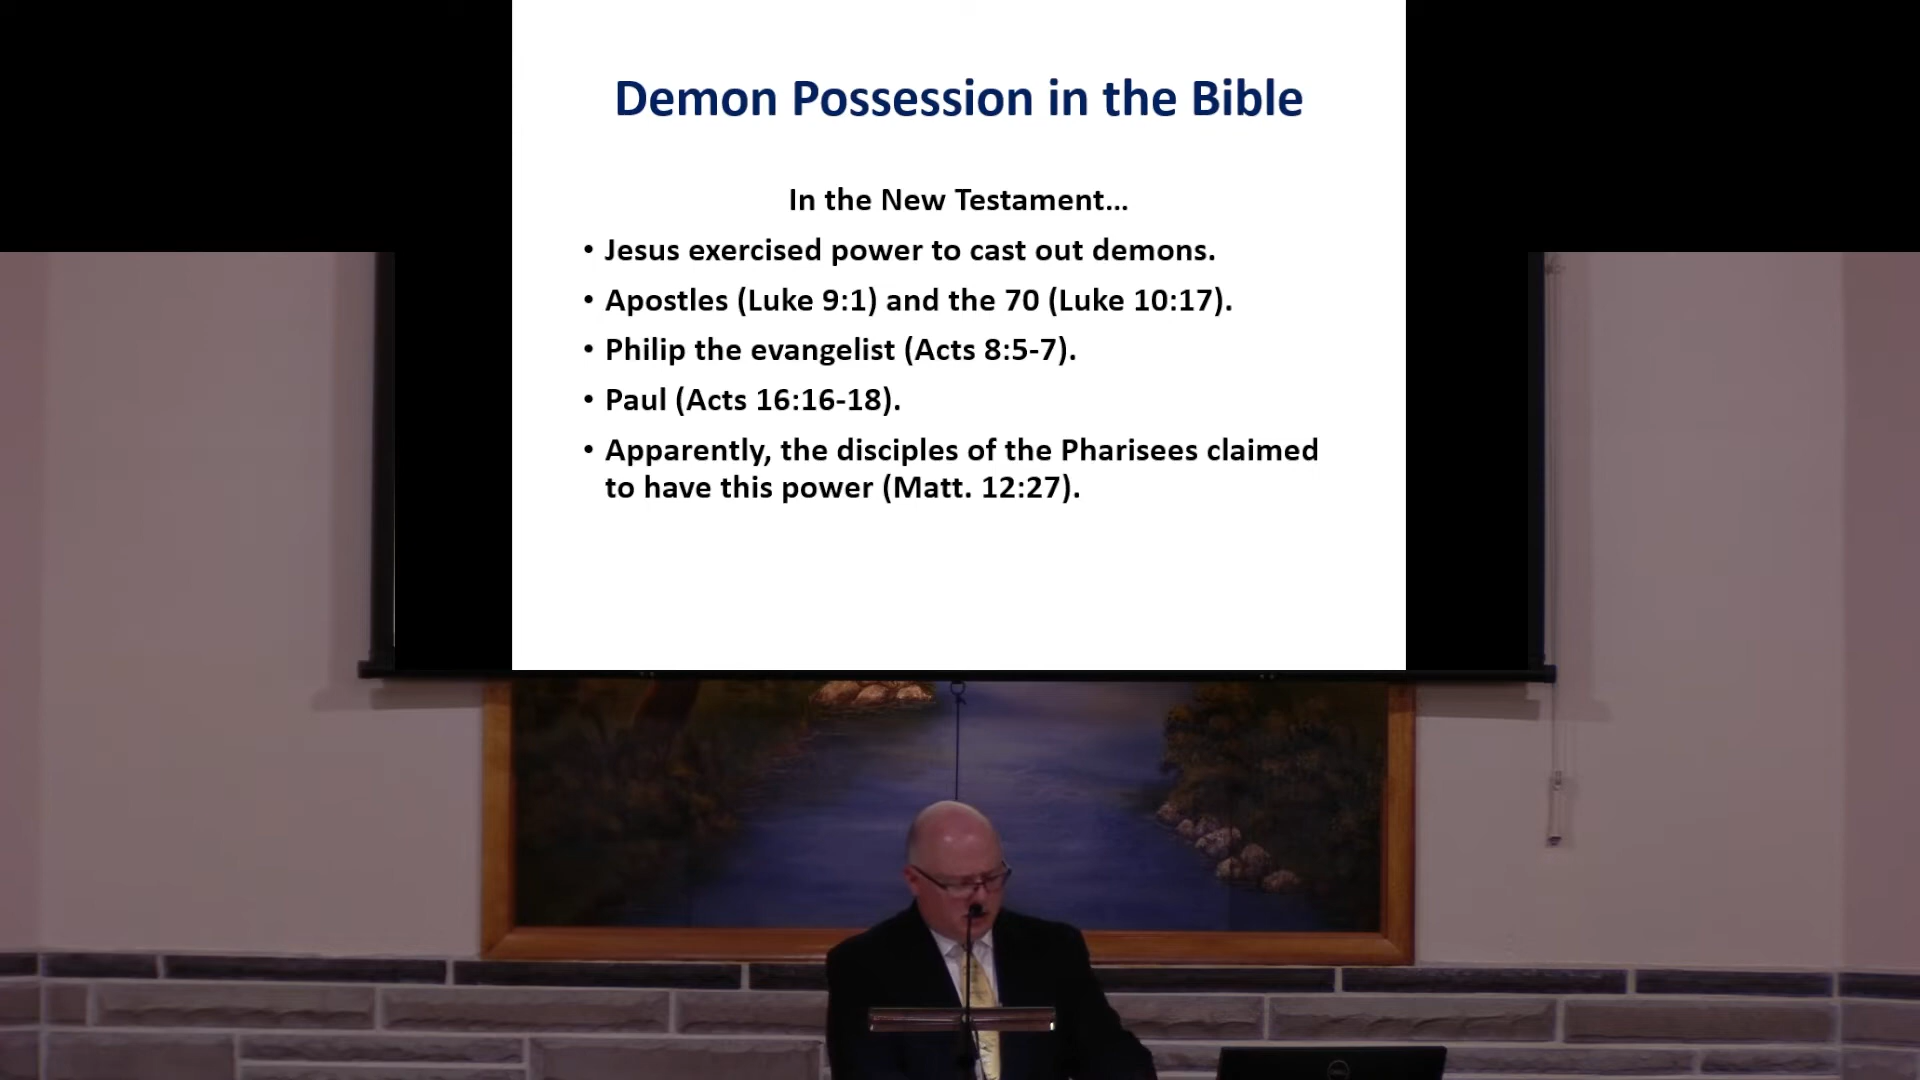 Demon Possession in the Bible
In the New Testament...
• Jesus exercised power to cast out demons.
• Apostles (Luke 9:1) and the 70 (Luke 10:17).
• Philip the evangelist (Acts 8:5-7).
• Paul (Acts 16:16-18).
• Apparently, the disciples of the Pharisees claimed
to have this power (Matt. 12:27).
DELL